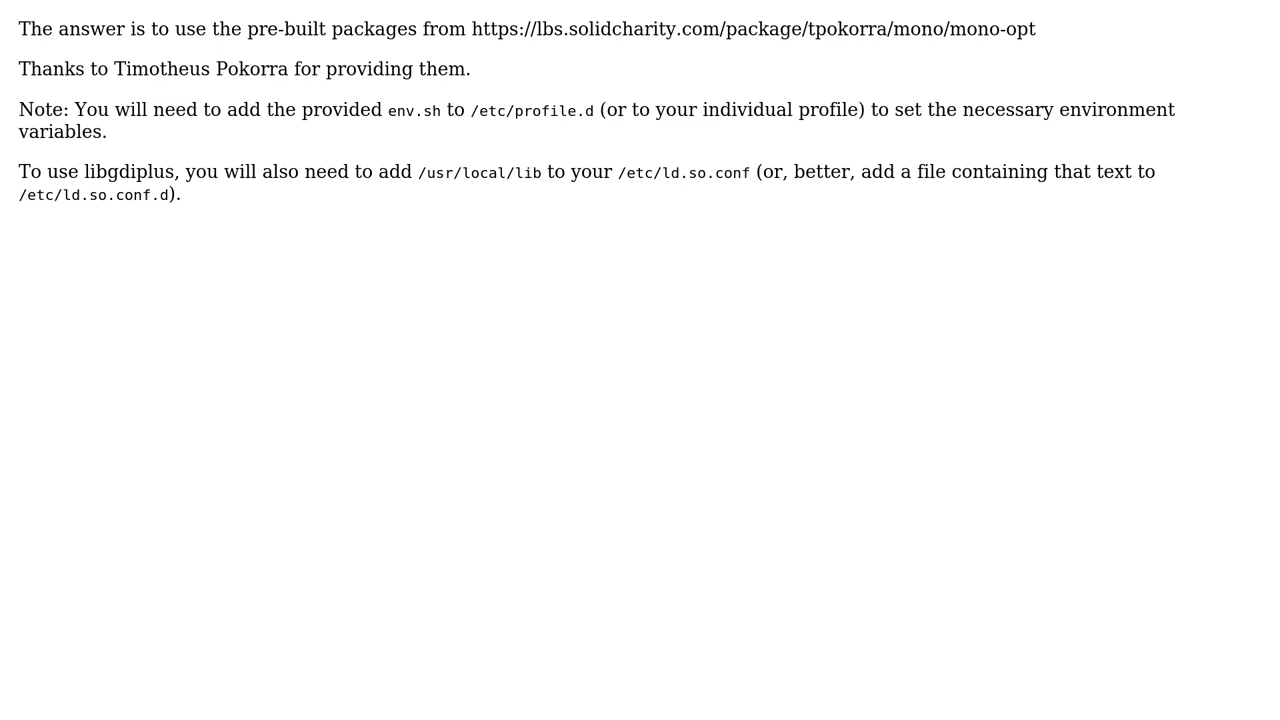 The answer is to use the pre-built packages from https://lbs.solidcharity.com/package/tpokorra/mono/mono-opt
Thanks to Timotheus Pokorra for providing them.
Note: You will need to add the provided env.sh to /etc/profile.d (or to your individual profile) to set the necessary environment
variables.
To use libgdiplus, you will also need to add /usr/local/lib to your /etc/ld.so.conf (or, better, add a file containing that text to
/etc/ld.so.conf.d).